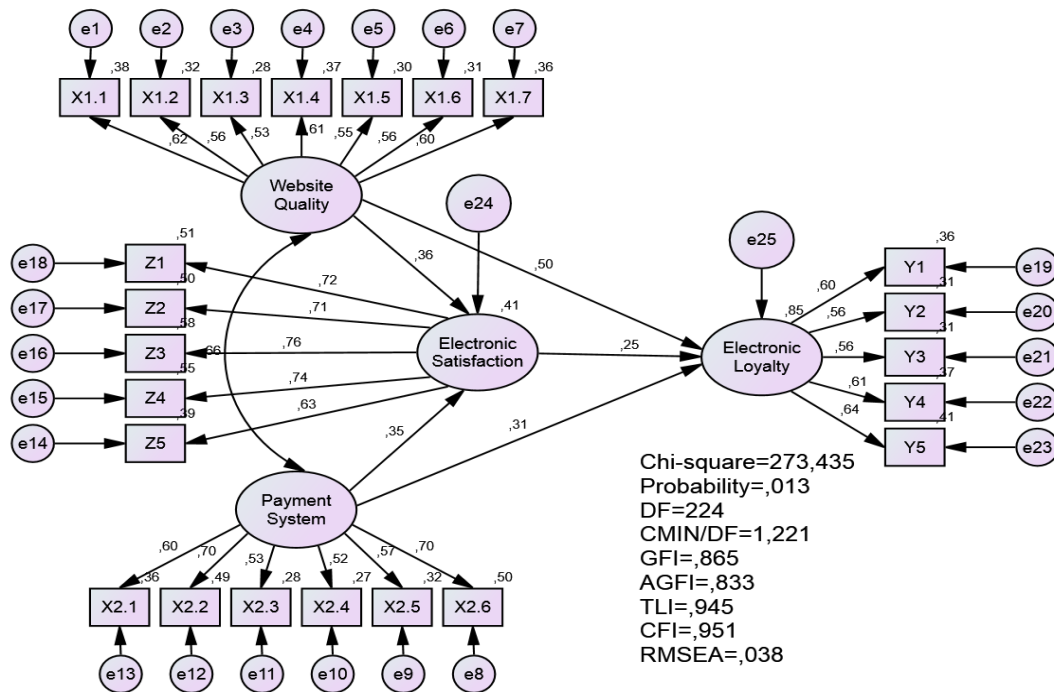 e1 e2 e3 e4 e5 e6 e7
,38 ,32 ,28 ,37 ,30 ,31 ,36
X1.1 X1.2 X1.3 X1.4 X1.5 X1.6 X1.7
,62 ,56 ,53 ,61 ,55 ,56 ,60
Website
Quality
e24
e25
,36 ,50
,51
e18 Z1 ,72
,50
e17 Z2 ,71
,58
e16 Z3 ,76
,55
e15 Z4 ,74
,39
e14 Z5 ,63
,66
,41
Electronic
Satisfaction
,25
,35 ,31
,85
Electronic
Loyalty
,36
,60 Y1 e19
,31
,56 Y2 e20
,31
,56 Y3 e21
,37
,61 Y4 e22
,41
,64 Y5 e23
Payment
System
,60 ,70 ,53 ,52 ,57 ,70
,36 ,49 ,28 ,27 ,32 ,50
X2.1 X2.2 X2.3 X2.4 X2.5 X2.6
e13 e12 e11 e10 e9 e8
Chi-square=273,435
Probability=,013
DF=224
CMIN/DF=1,221
GFI=,865
AGFI=,833
TLI=,945
CFI=,951
RMSEA=,038